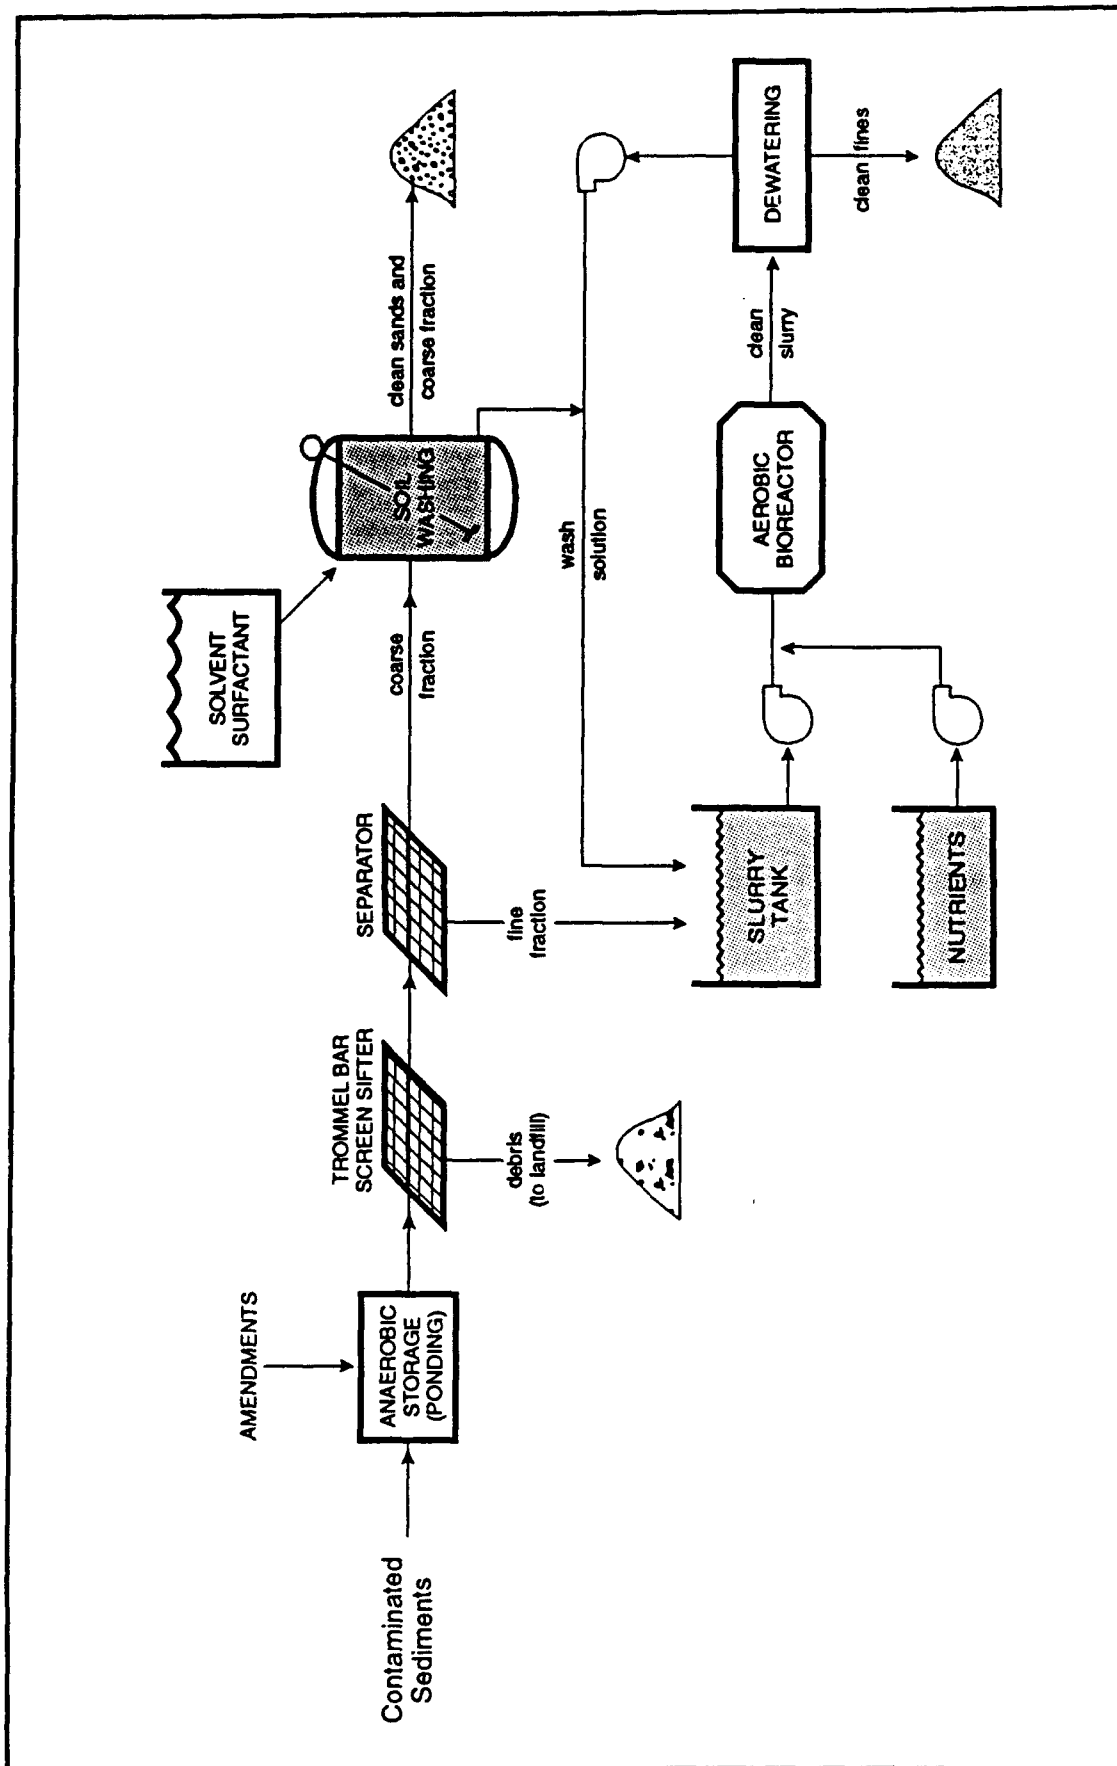 AMENDMENTS
Contaminated
Sediments
ANAEROBIC
STORAGE
(PONDING)
TROMMEL BAR
SCREEN SIFTER
debris
(to landfill)
SEPARATOR
fine
fraction
coarse
fraction
SOLVENT
SURFACTANT
SOIL
WASHING
clean sands and
coarse fraction
wash
solution
SLURRY
TANK
NUTRIENTS
AEROBIC
BIOREACTOR
clean
slurry
DEWATERING
clean fines